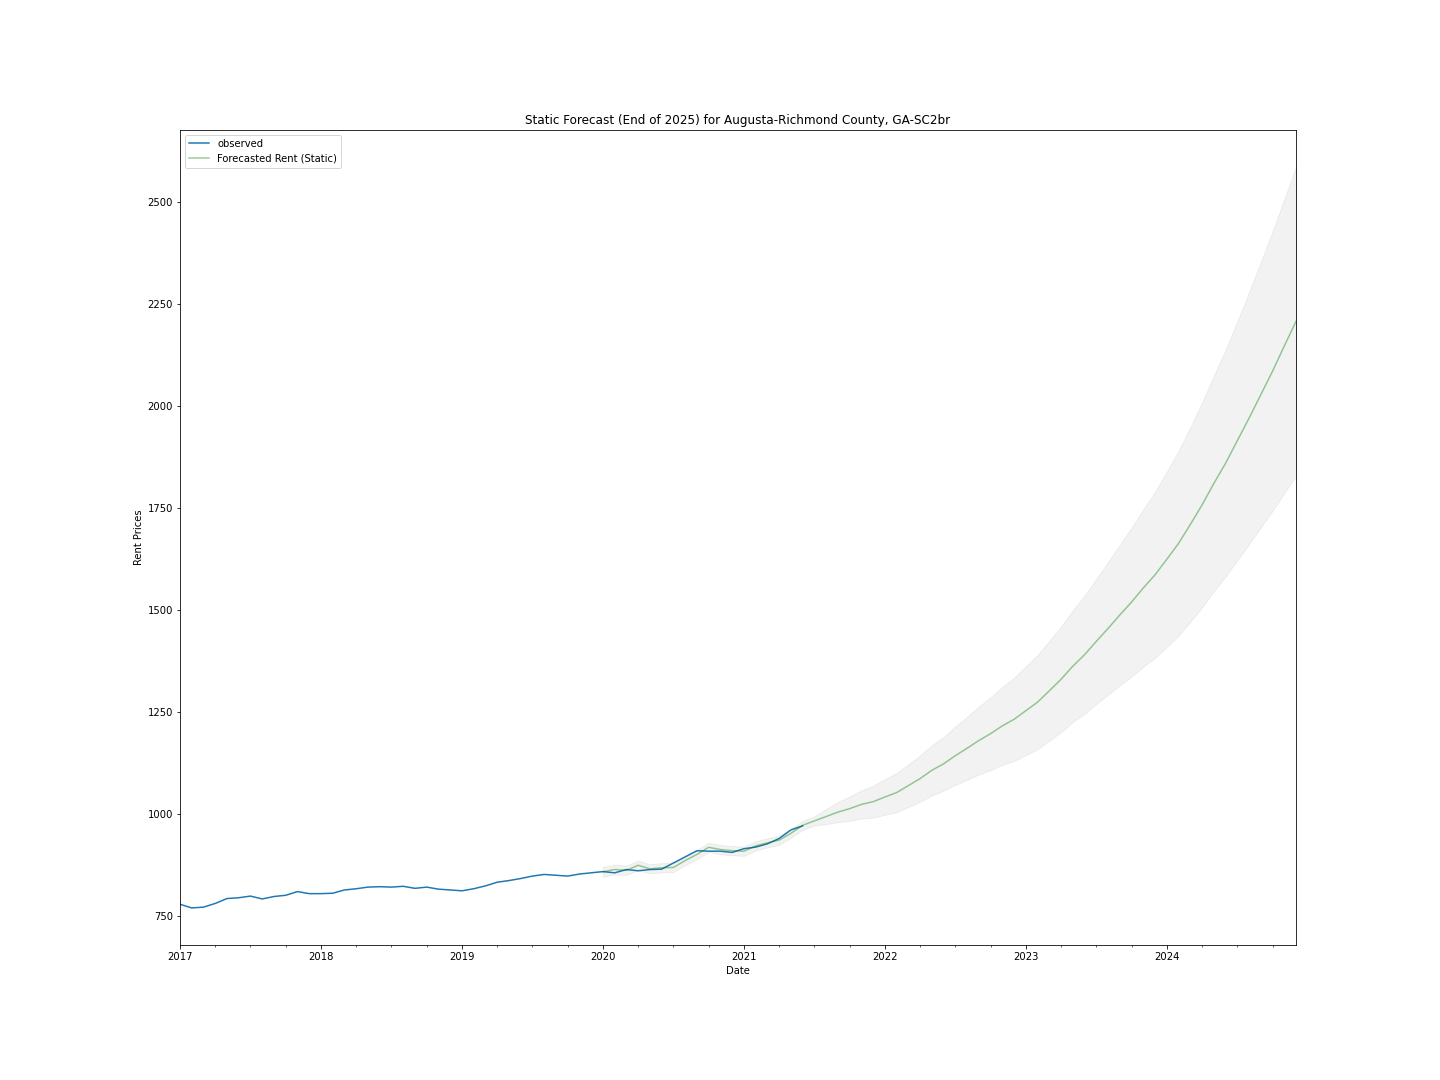 Static Forecast (End of 2025) for Augusta-Richmond County, GA-SC2br
observed
Forecasted Rent (Static)
2500
2250
2000
1750
1500
1250
1000
750
Rent Prices
2017 2018 2019 2020 2021 2022 2023 2024
Date